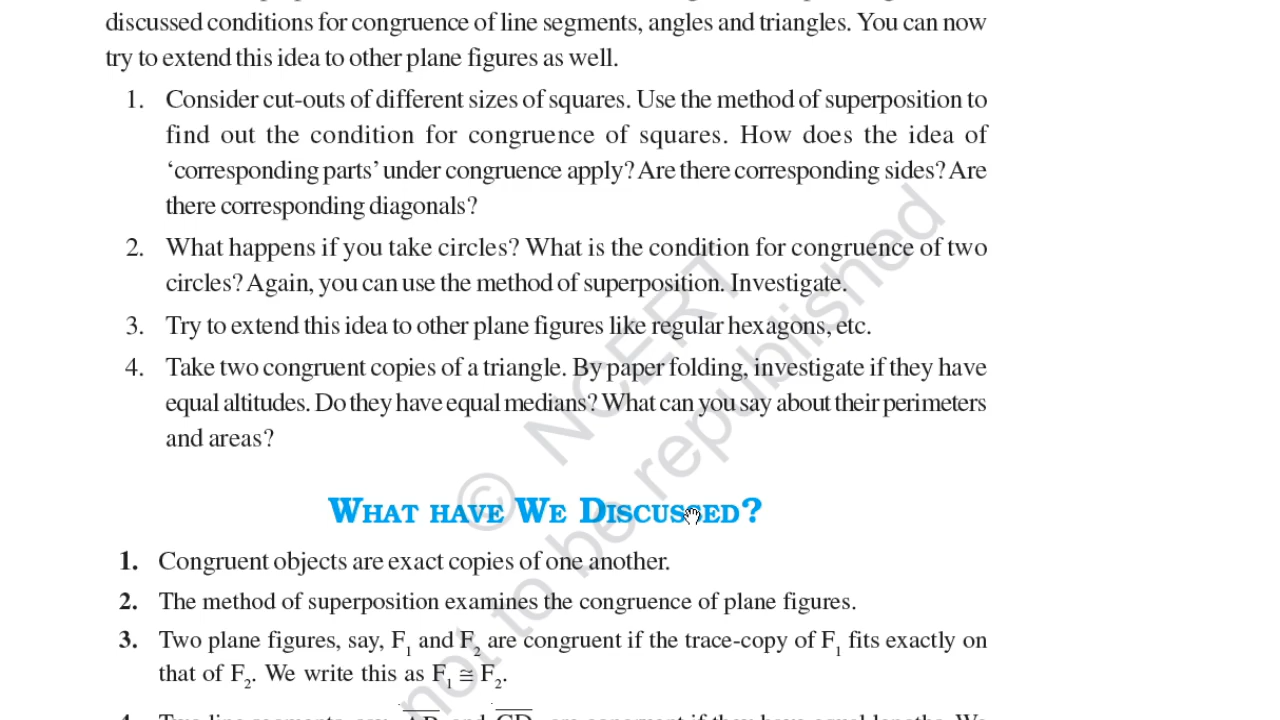 discussed conditions for congruence of line segments, angles and triangles. You can now
try to extend this idea to other plane figures as well.
1. Consider cut-outs of different sizes of squares. Use the method of superposition to
find out the condition for congruence of squares. How does the idea of
‘corresponding parts’ under congruence apply? Are there corresponding sides? Are
there corresponding diagonals?
2. What happens if you take circles? What is the condition for congruence of two
circles? Again, you can use the method of superposition. Investigate.
3. Try to extend this idea to other plane figures like regular hexagons, etc.
4. Take two congruent copies of a triangle. By paper folding, investigate if they have
equal altitudes. Do they have equal medians? What can you say about their perimeters
and areas?
© NCERT
not to be republished
WHAT HAVE WE DISCUSSED?
1. Congruent objects are exact copies of one another.
2. The method of superposition examines the congruence of plane figures.
3. Two plane figures, say, F₁ and F₂ are congruent if the trace-copy of F₁ fits exactly on
that of F₂. We write this as F₁ ≅ F₂.